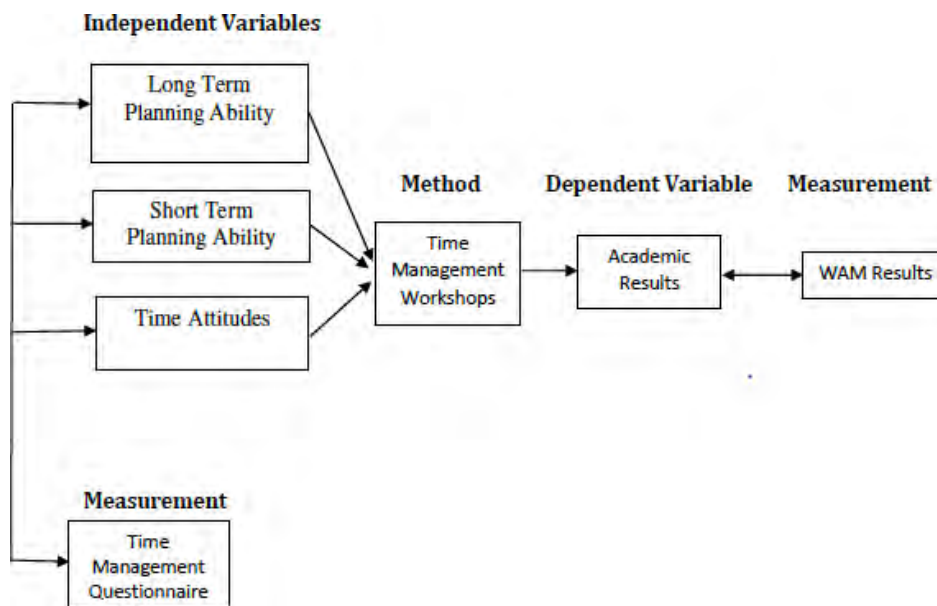 Independent Variables
Long Term
Planning Ability
Short Term
Planning Ability
Time Attitudes
Method
Time
Management
Workshops
Dependent Variable
Academic
Results
Measurement
WAM Results
Measurement
Time
Management
Questionnaire